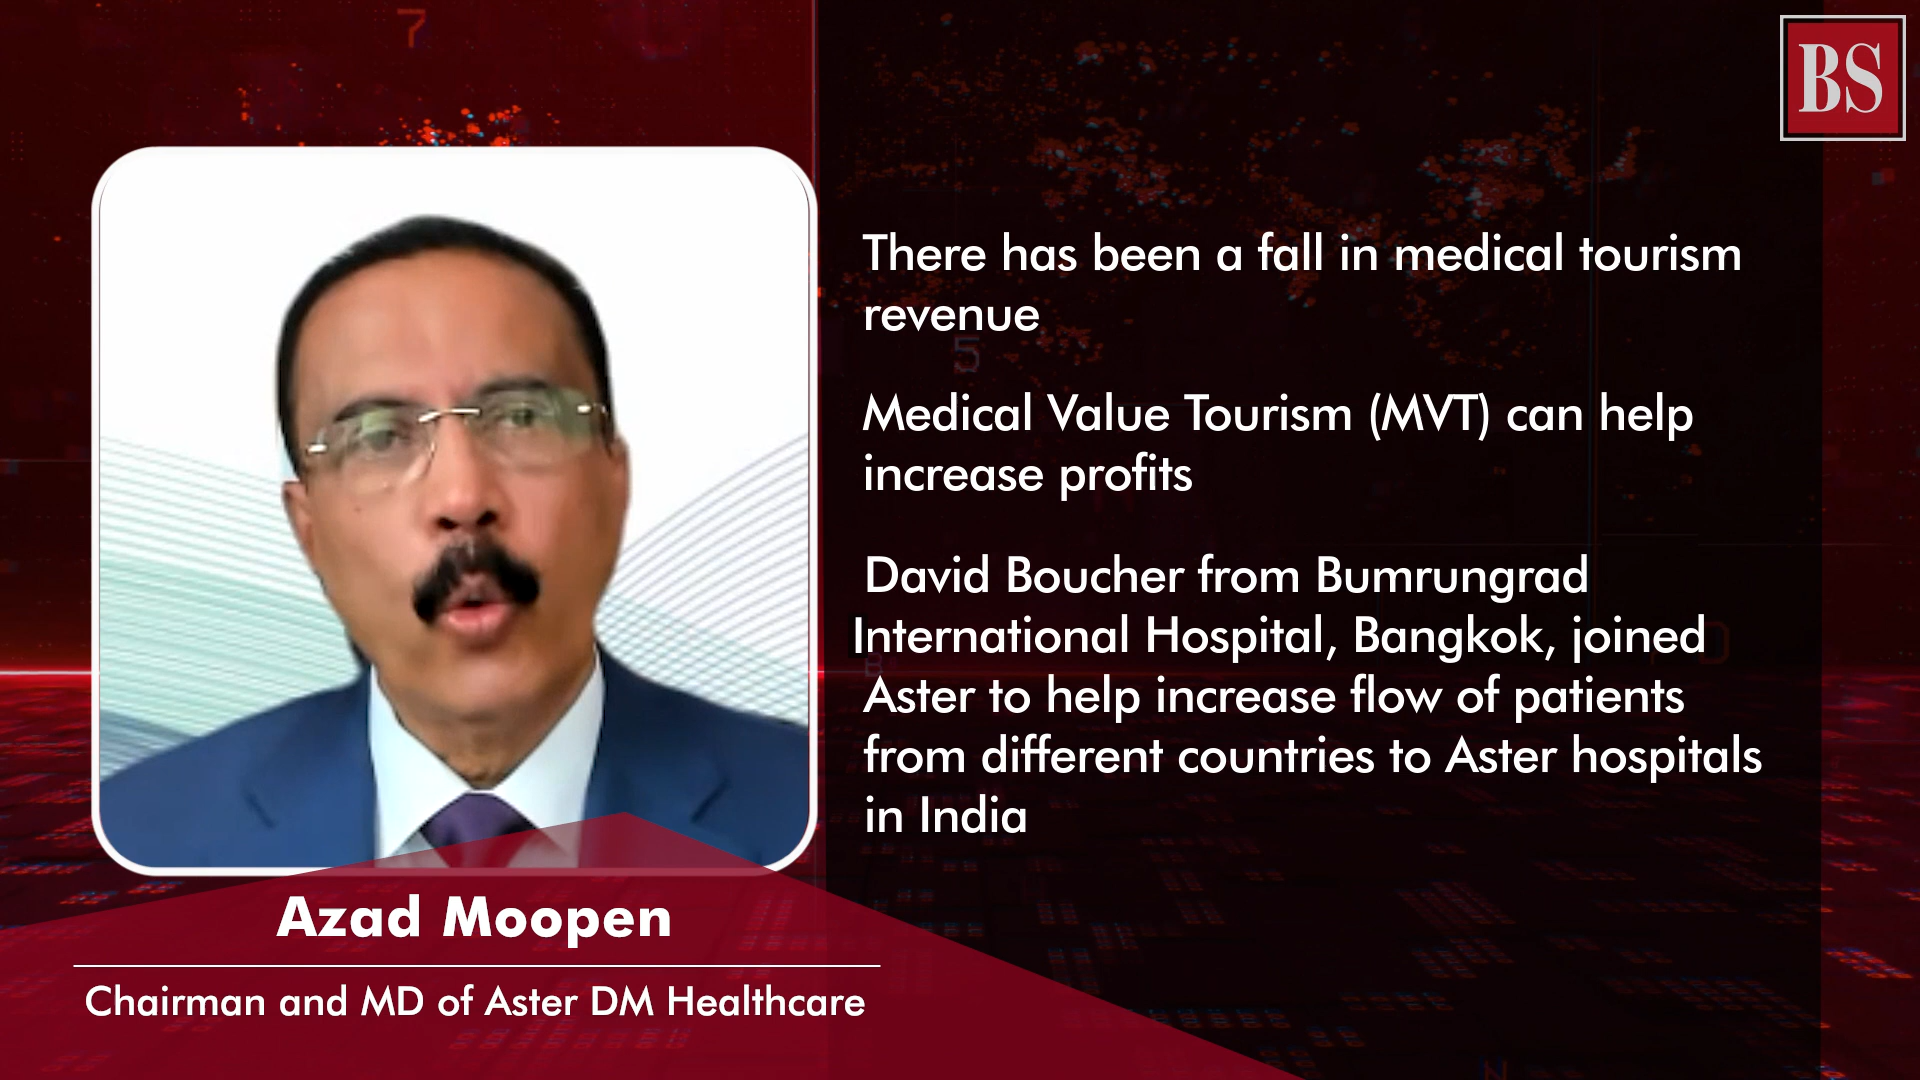 BS
There has been a fall in medical tourism
revenue
Medical Value Tourism (MVT) can help
increase profits
David Boucher from Bumrungrad
International Hospital, Bangkok, joined
Aster to help increase flow of patients
from different countries to Aster hospitals
in India
Azad Moopen
Chairman and MD of Aster DM Healthcare